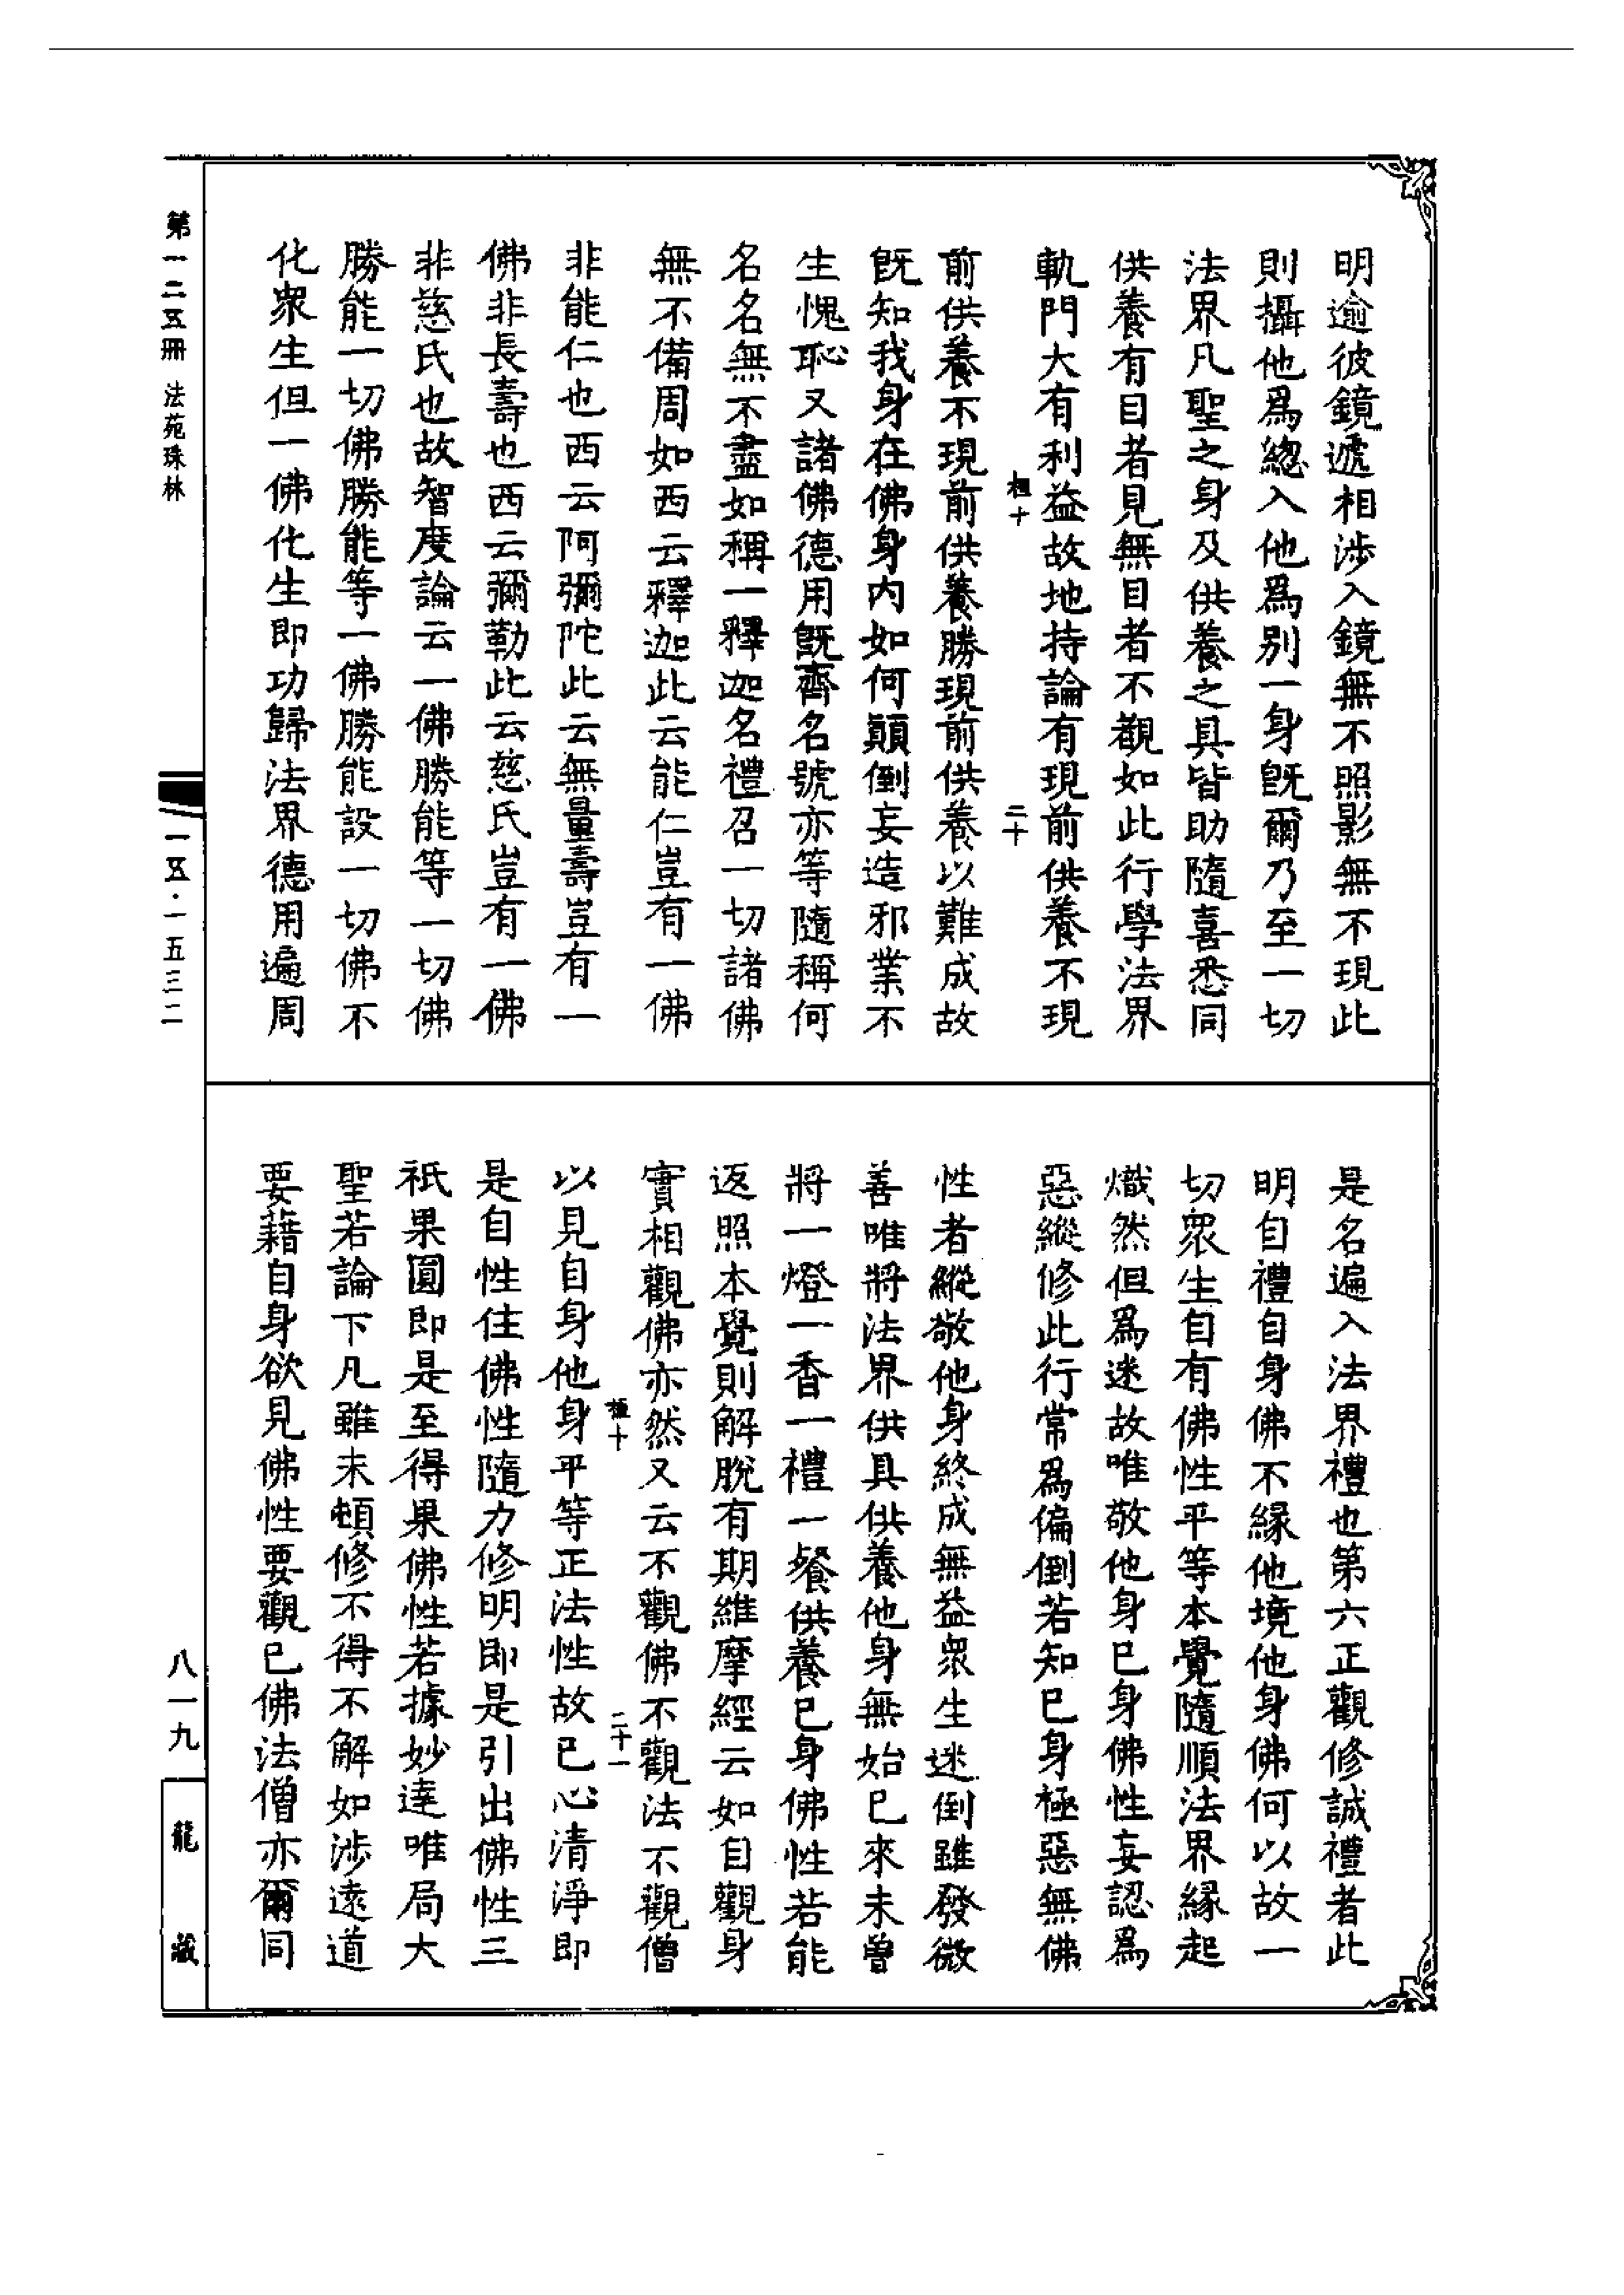 明逾彼鏡遞相涉入鏡無不照影無不現此
則攝他爲緫入他爲別一身旣爾乃至一切
法界凡聖之身及供養之具皆助隨喜悉同
供養有目者見無目者不觀如此行學法界
軌門大有利益故地持論有現前供養不現
十 二十
前供養不現前供養勝現前供養以難成故
旣知我身在佛身内如何顛倒妄造邪業不
生愧恥又諸佛德用旣齊名號亦等隨稱何
名名無不盡如稱一釋迦名禮召一切諸佛
無不備周如西云釋迦此云能仁豈有一佛
非能仁也西云阿彌陀此云無量壽豈有一
佛非長壽也西云彌勒此云慈氏豈有一佛
非慈氏也故智度論云一佛勝能等一切佛
勝能一切佛勝能等一佛勝能設一切佛不
化衆生但一佛化生即功歸法界德用遍周
是名遍入法界禮也第六正觀修誠禮者此
明自禮自身佛不縁他境他身佛何以故一
切衆生自有佛性平等本覺隨順法界縁起
熾然但爲迷故唯敬他身已身佛性妄認爲
惡縱修此行常爲偏倒若知已身極惡無佛
性者縱敬他身終成無益衆生迷倒雖發微
善唯將法界供具供養他身無始已來未曾
將一燈一香一禮一餐供養已身佛性若能
返照本覺則解脫有期維摩經云如自觀身
實相觀佛亦然又云不觀佛不觀法不觀僧
十 二十一
以見自身他身平等正法性故已心清淨即
是自性住佛性隨力修明即是引出佛性三
祇果圓即是至得果佛性若據妙達唯局大
聖若論下凡雖未頓修不得不解如涉遠道
要藉自身欲見佛性要觀已佛法僧亦爾同
第一二五冊 法苑珠林
一五·一五三二
八一九
龍藏